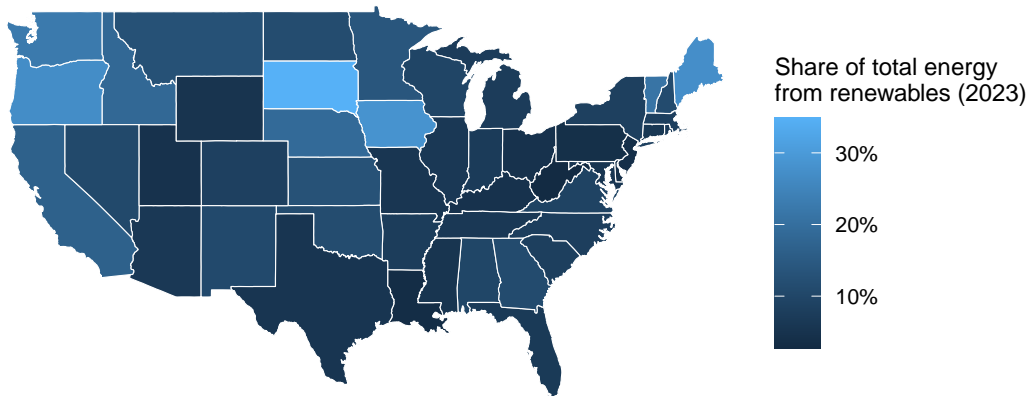 Share of total energy
from renewables (2023)
30%
20%
10%